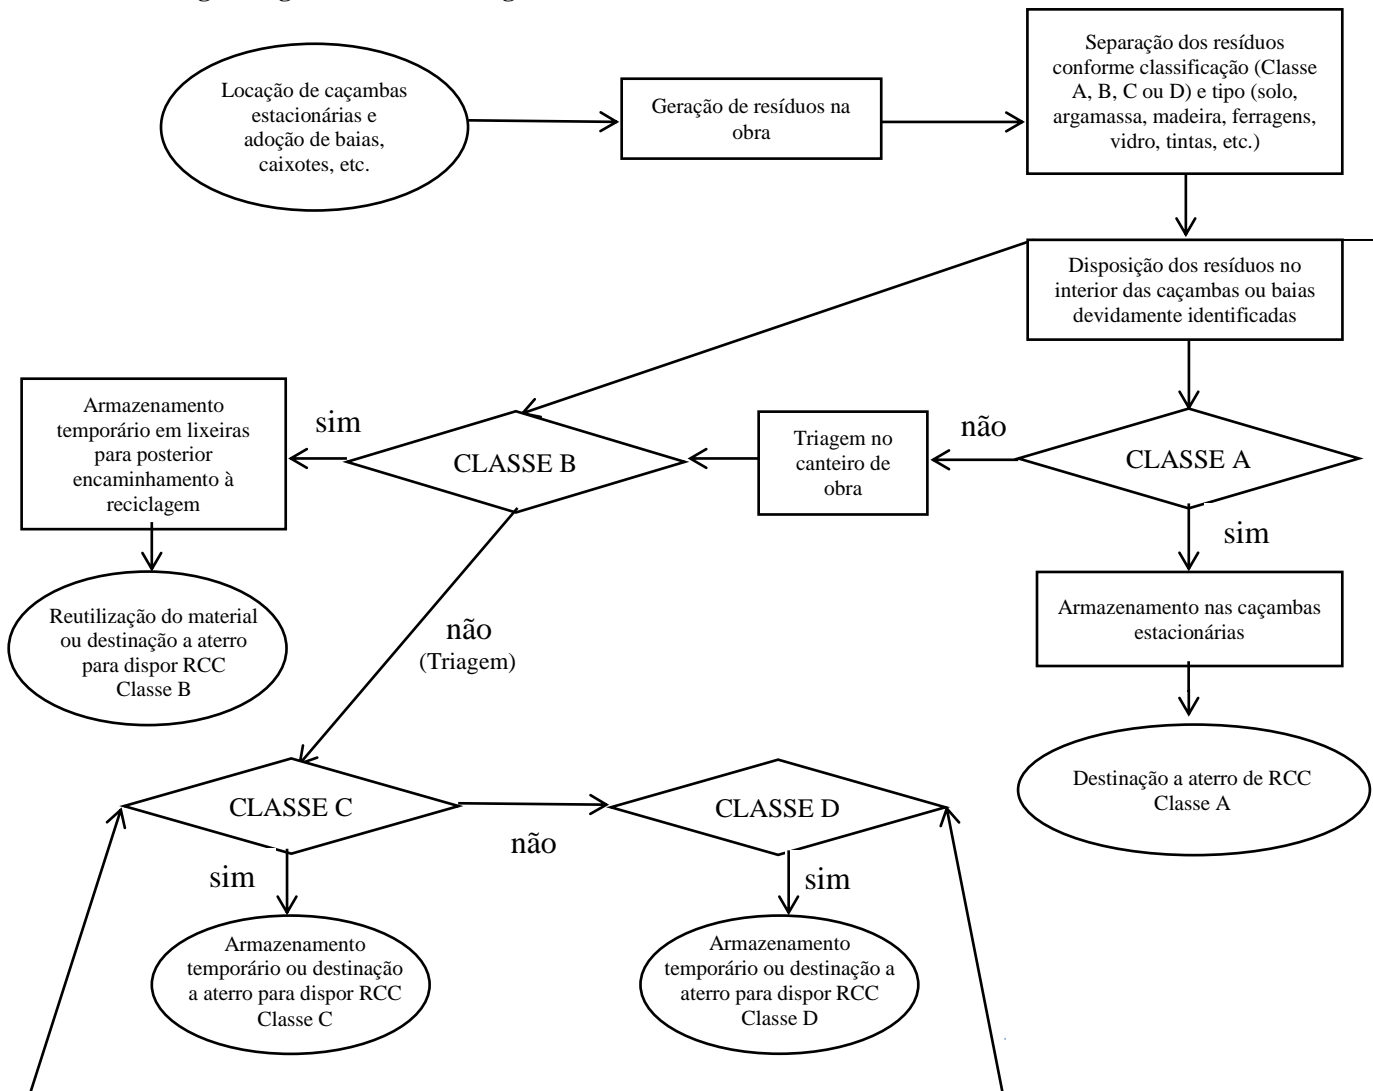 Locação de caçambas
estacionárias e
adoção de baias,
caixotes, etc.
Geração de resíduos na
obra
Separação dos resíduos
conforme classificação (Classe
A, B, C ou D) e tipo (solo,
argamassa, madeira, ferragens,
vidro, tintas, etc.)
Disposição dos resíduos no
interior das caçambas ou baias
devidamente identificadas
Armazenamento
temporário em lixeiras
para posterior
encaminhamento à
reciclagem
sim
CLASSE B
Triagem no
canteiro de
obra
não
CLASSE A
sim
Reutilização do material
ou destinação a aterro
para dispor RCC
Classe B
não
(Triagem)
Armazenamento nas caçambas
estacionárias
Destinação a aterro de RCC
Classe A
CLASSE C
não
CLASSE D
sim
sim
Armazenamento
temporário ou destinação
a aterro para dispor RCC
Classe C
Armazenamento
temporário ou destinação a
aterro para dispor RCC
Classe D